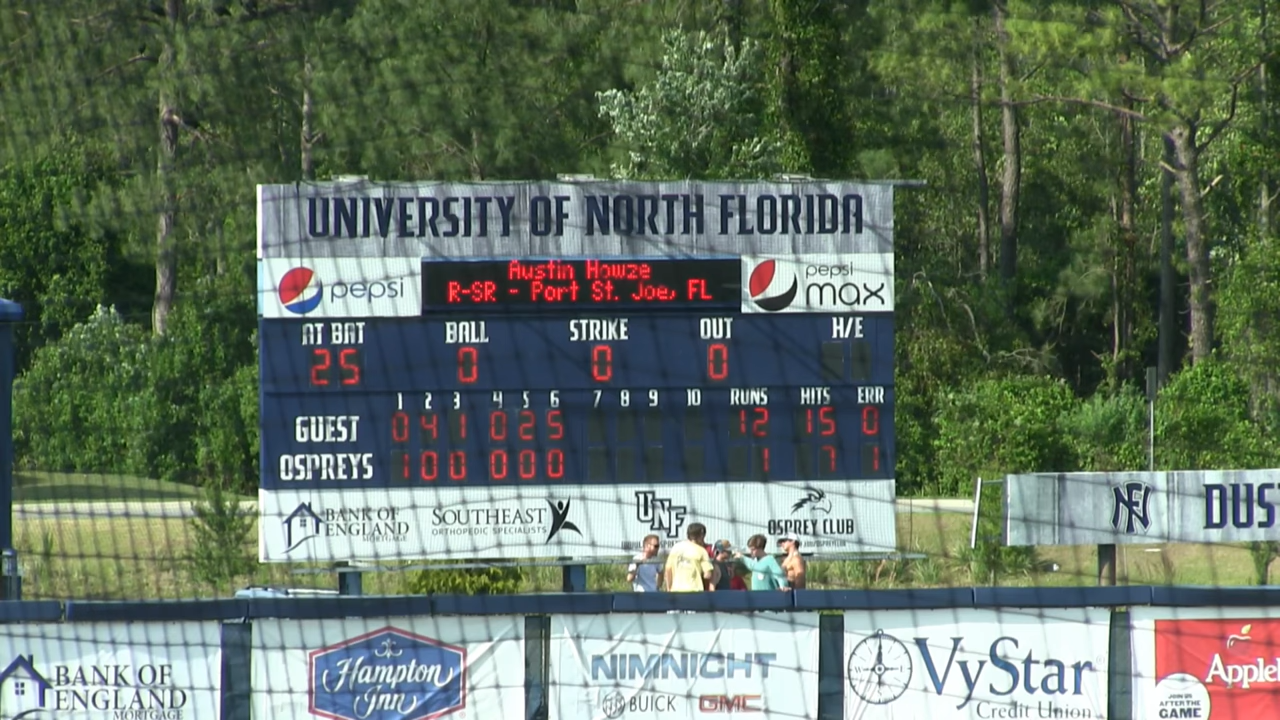 UNIVERSITY OF NORTH FLORIDA
pepsi
Austin Howze
R-SR - Port St. Joe, FL
pepsi max
AT BAT BALL STRIKE OUT H/E
25 0 0 0
1 2 3 4 5 6 7 8 9 10 RUNS HITS ERR
GUEST 0 4 1 0 2 5 12 15 0
OSPREYS 1 0 0 0 0 0 1 7 1
BANK OF ENGLAND
MORTGAGE
SOUTHEAST
ORTHOPEDIC SPECIALISTS
UNF
OSPREY CLUB
NF
DUS
BANK OF
ENGLAND
MORTGAGE
Hampton
Inn
NIMNICHT
BUICK GMC
VyStar
Credit Union
Apple
JOIN US
AFTER THE
GAME